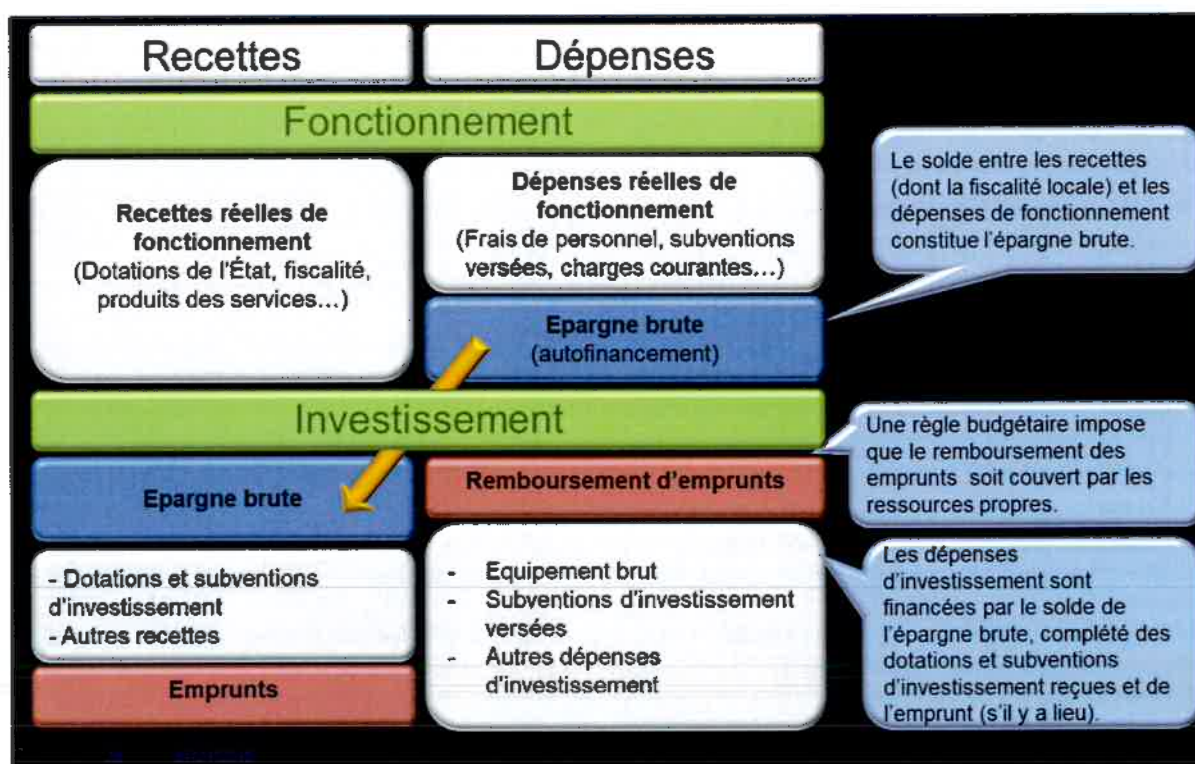 Recettes
Dépenses
Fonctionnement
Recettes réelles de
fonctionnement
(Dotations de l'État, fiscalité,
produits des services…)
Dépenses réelles de
fonctionnement
(Frais de personnel, subventions
versées, charges courantes…)
Epargne brute
(autofinancement)
Le solde entre les recettes
(dont la fiscalité locale) et les
dépenses de fonctionnement
constitue l'épargne brute.
Investissement
Epargne brute
Remboursement d'emprunts
Une règle budgétaire impose
que le remboursement des
emprunts soit couvert par les
ressources propres.
- Dotations et subventions
d'investissement
- Autres recettes
Emprunts
- Equipement brut
- Subventions d'investissement
versées
- Autres dépenses
d'investissement
Les dépenses
d'investissement sont
financées par le solde de
l'épargne brute, complété des
dotations et subventions
d'investissement reçues et de
l'emprunt (s'il y a lieu).